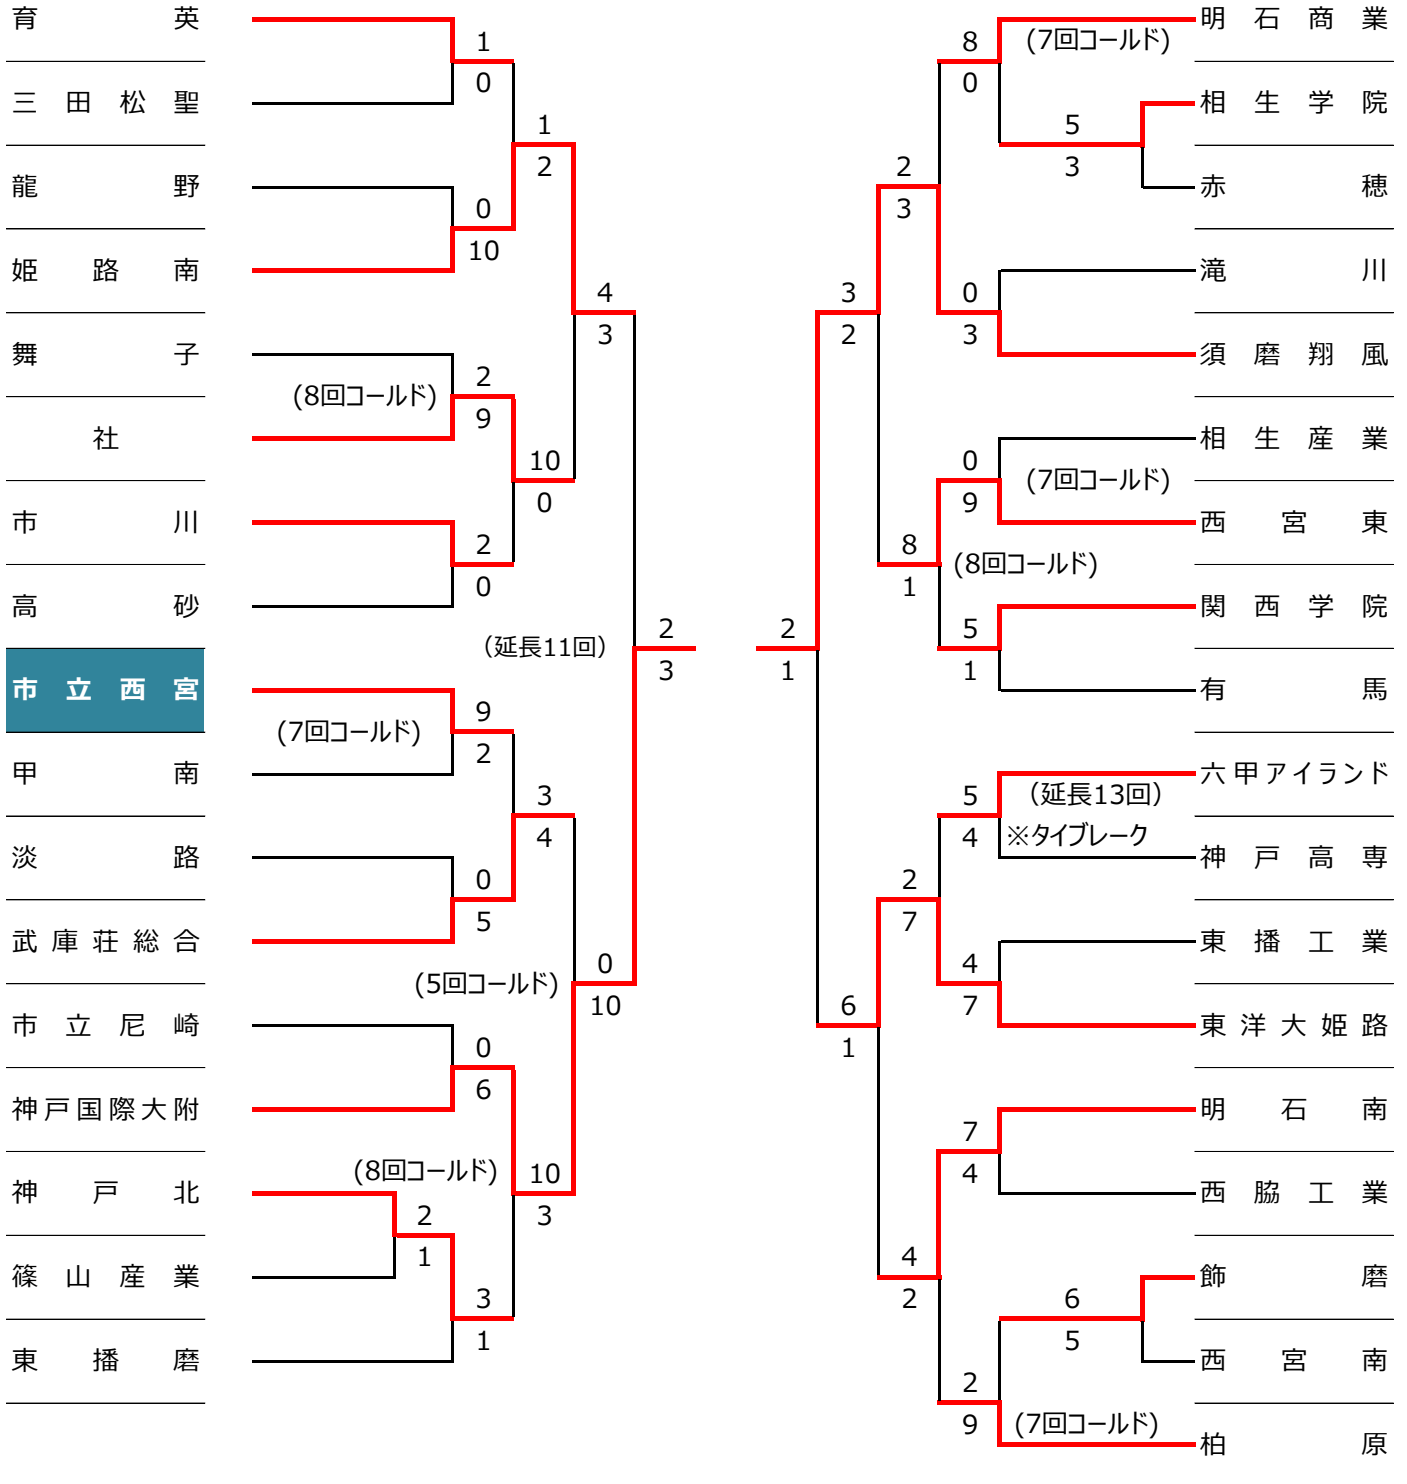 育英
1
0
三田松聖
1
2
龍野
0
10
姫路南
4
3
舞子
(8回コールド)
2
9
社
10
0
市川
2
0
高砂
(延長11回)
2
3
市立西宮
(7回コールド)
9
2
甲南
3
4
淡路
0
5
武庫荘総合
(5回コールド)
0
10
市立尼崎
0
6
神戸国際大附
(8回コールド)
10
3
神戸北
2
1
篠山産業
3
1
東播磨
明石商業
(7回コールド)
8
0
相生学院
5
3
赤穂
2
3
滝川
0
3
須磨翔風
3
2
相生産業
(7回コールド)
0
9
西宮東
8
1
(8回コールド)
関西学院
5
1
有馬
2
1
六甲アイランド
(延長13回)
※タイブレーク
5
4
神戸高専
2
7
東播工業
4
7
東洋大姫路
6
1
明石南
7
4
西脇工業
4
2
飾磨
6
5
西宮南
2
9
(7回コールド)
柏原